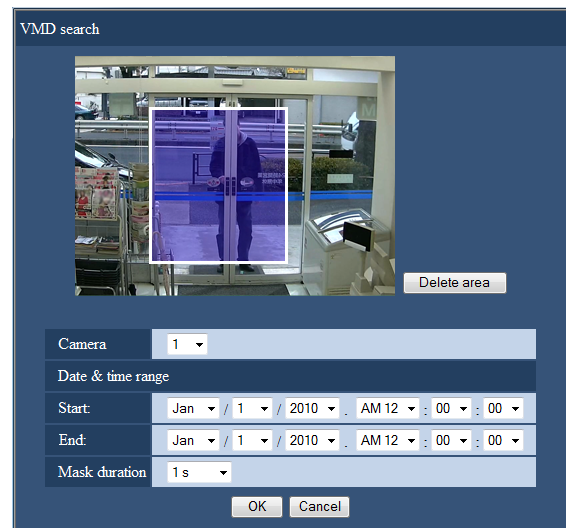 VMD search
Delete area
Camera 1
Date & time range
Start: Jan / 1 / 2010 . AM 12 : 00 : 00
End: Jan / 1 / 2010 . AM 12 : 00 : 00
Mask duration 1 s
OK Cancel